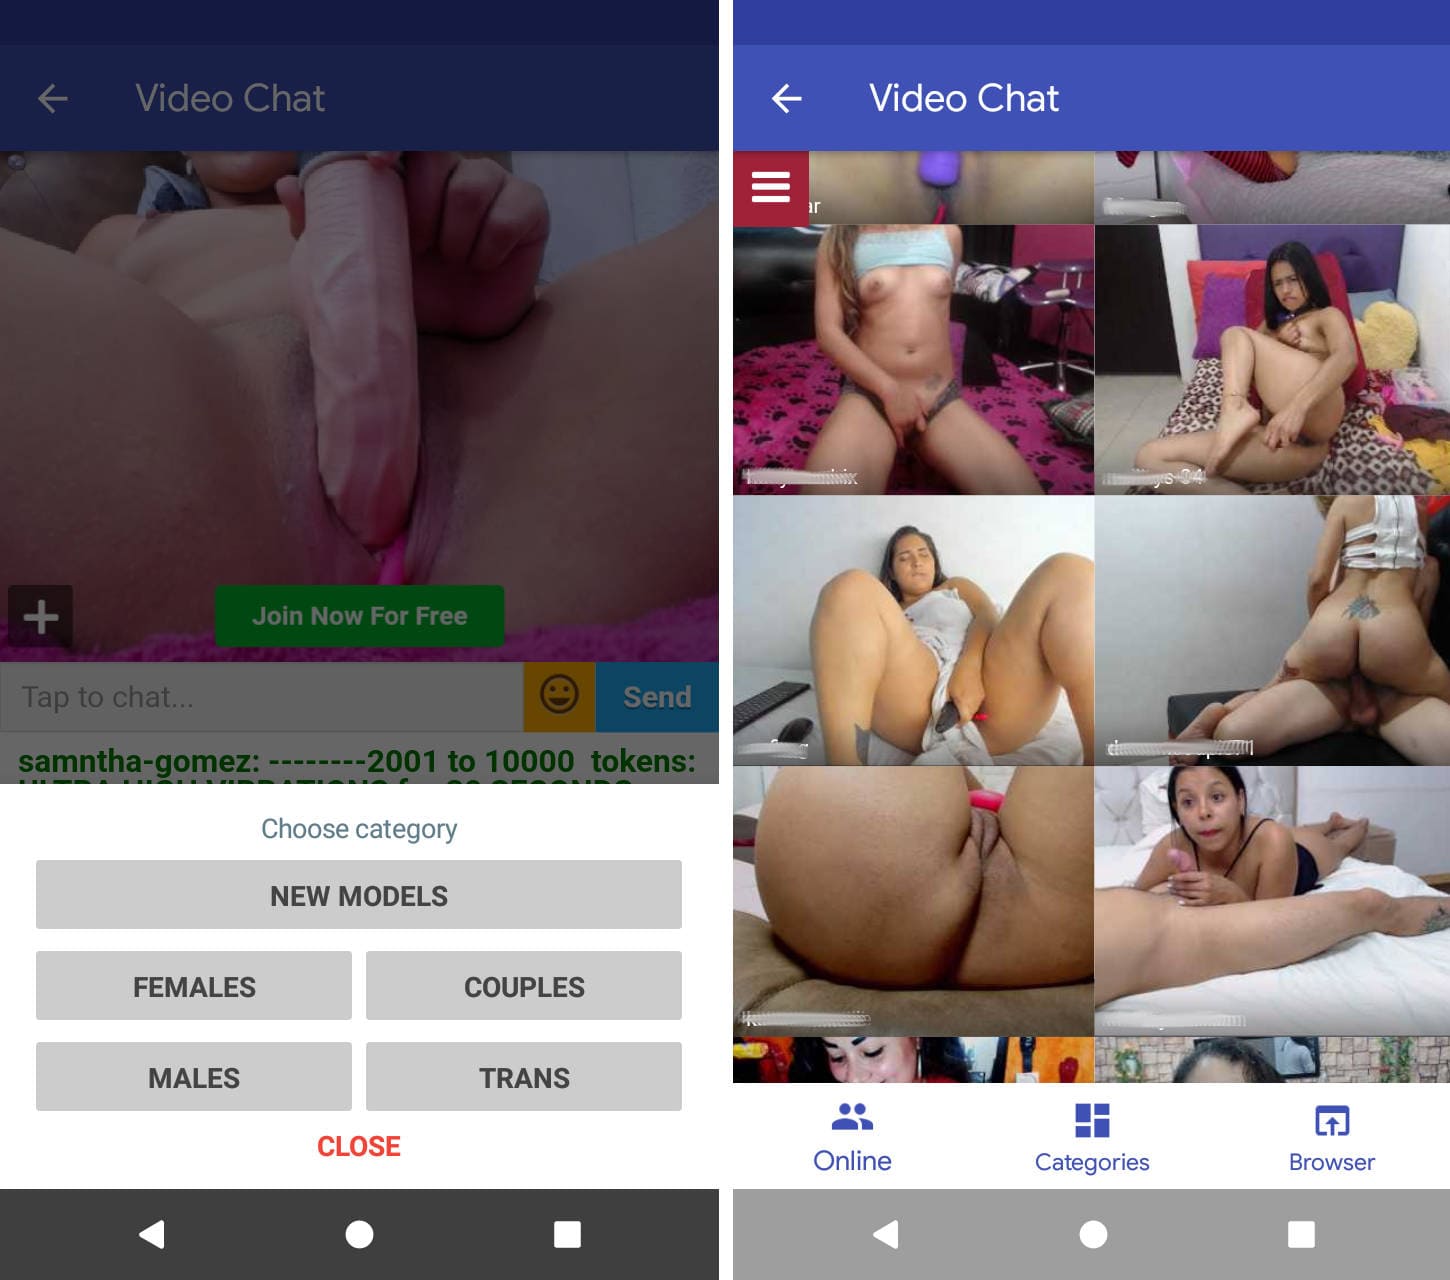 Video Chat
Join Now For Free
Tap to chat...
Send
samntha-gomez: --------2001 to 10000 tokens:
Choose category
NEW MODELS
FEMALES
COUPLES
MALES
TRANS
CLOSE
Video Chat
Online
Categories
Browser